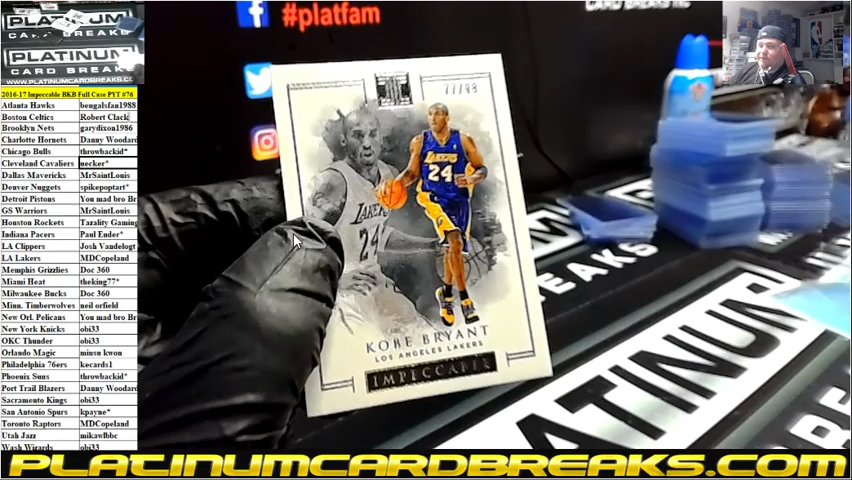 PLATINUM
CARD BREAKS
PLATINUM
CARD BREAKS
WWW.PLATINUMCARDBREAKS.CO
#platfam
CARD BREAKS INC
2016-17 Impeccable BKB Full Case PYT #76
Atlanta Hawks bengalsfan1988
Boston Celtics Robert Clack
Brooklyn Nets garydixon1986
Charlotte Hornets Danny Woodard
Chicago Bulls throwbackid*
Cleveland Cavaliers necker*
Dallas Mavericks MrSaintLouis
Denver Nuggets spikepoptart*
Detroit Pistons You mad bro Br
GS Warriors MrSaintLouis
Houston Rockets Tazality Gaming
Indiana Pacers Paul Ender*
LA Clippers Josh Vandelogt
LA Lakers MDCopeland
Memphis Grizzlies Doc 360
Miami Heat theking77*
Milwaukee Bucks Doc 360
Minn. Timberwolves neil orfield
New Orl. Pelicans You mad bro Br
New York Knicks obi33
OKC Thunder obi33
Orlando Magic minsu kwon
Philadelphia 76ers kecards1
Phoenix Suns throwbackid*
Port Trail Blazers Danny Woodard
Sacramento Kings obi33
San Antonio Spurs kpayne*
Toronto Raptors MDCopeland
Utah Jazz mikawlbbc
Wash Wizards obi33
LAKERS
24
LAKERS
24
KOBE BRYANT
LOS ANGELES LAKERS
IMPECCABLE
BREAKS
PLATINUM
PLATINUMCARDBREAKS.COM